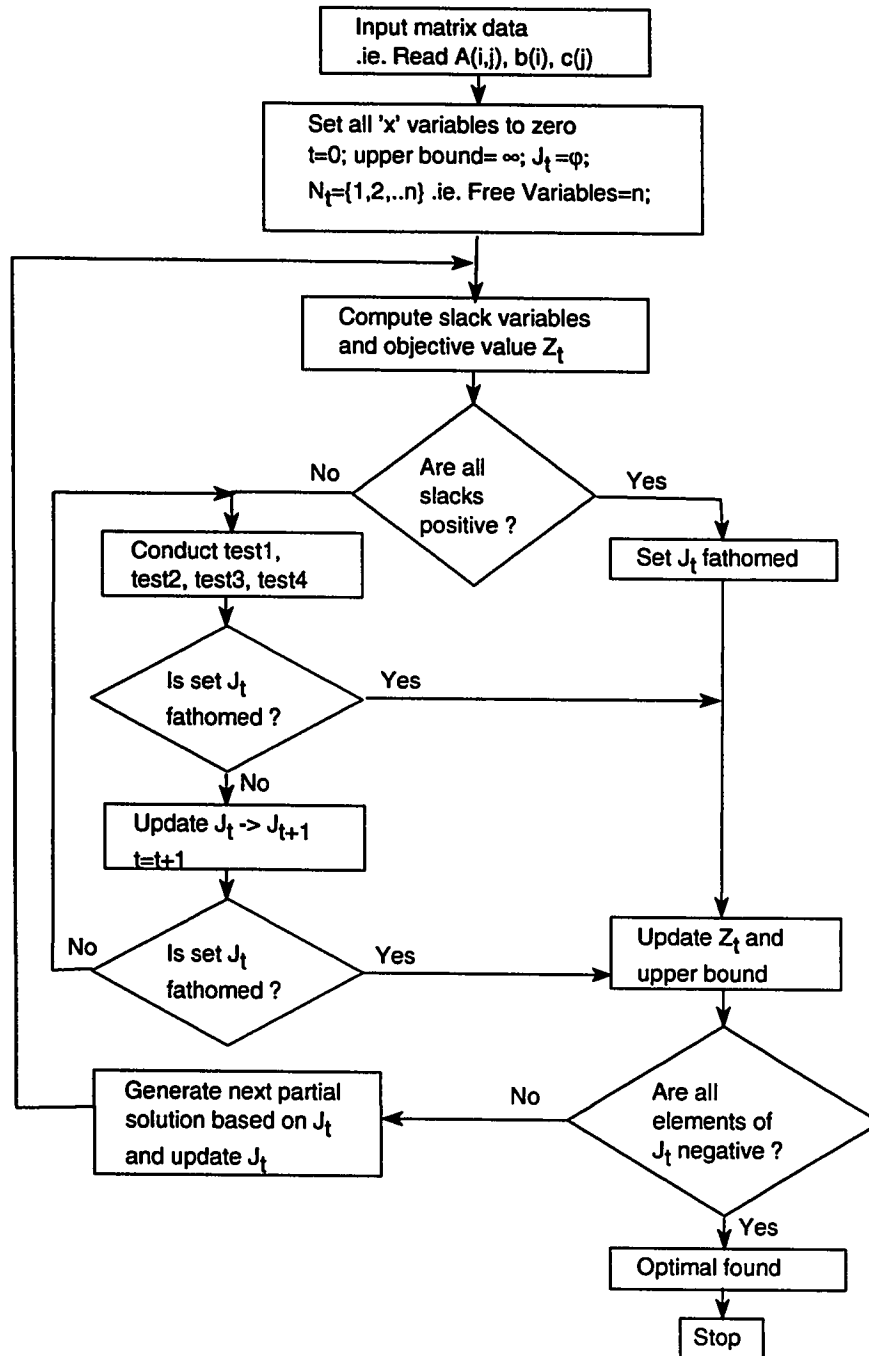 Input matrix data
.ie. Read A(i,j), b(i), c(j)
Set all 'x' variables to zero
t=0; upper bound= ∞; J_t =φ;
N_t={1,2,..n} .ie. Free Variables=n;
Compute slack variables
and objective value Z_t
Are all
slacks
positive ?
No
Yes
Conduct test1,
test2, test3, test4
Set J_t fathomed
Is set J_t
fathomed ?
Yes
No
Update J_t -> J_t+1
t=t+1
Is set J_t
fathomed ?
No
Yes
Update Z_t and
upper bound
Are all
elements of
J_t negative ?
No
Generate next partial
solution based on J_t
and update J_t
Yes
Optimal found
Stop